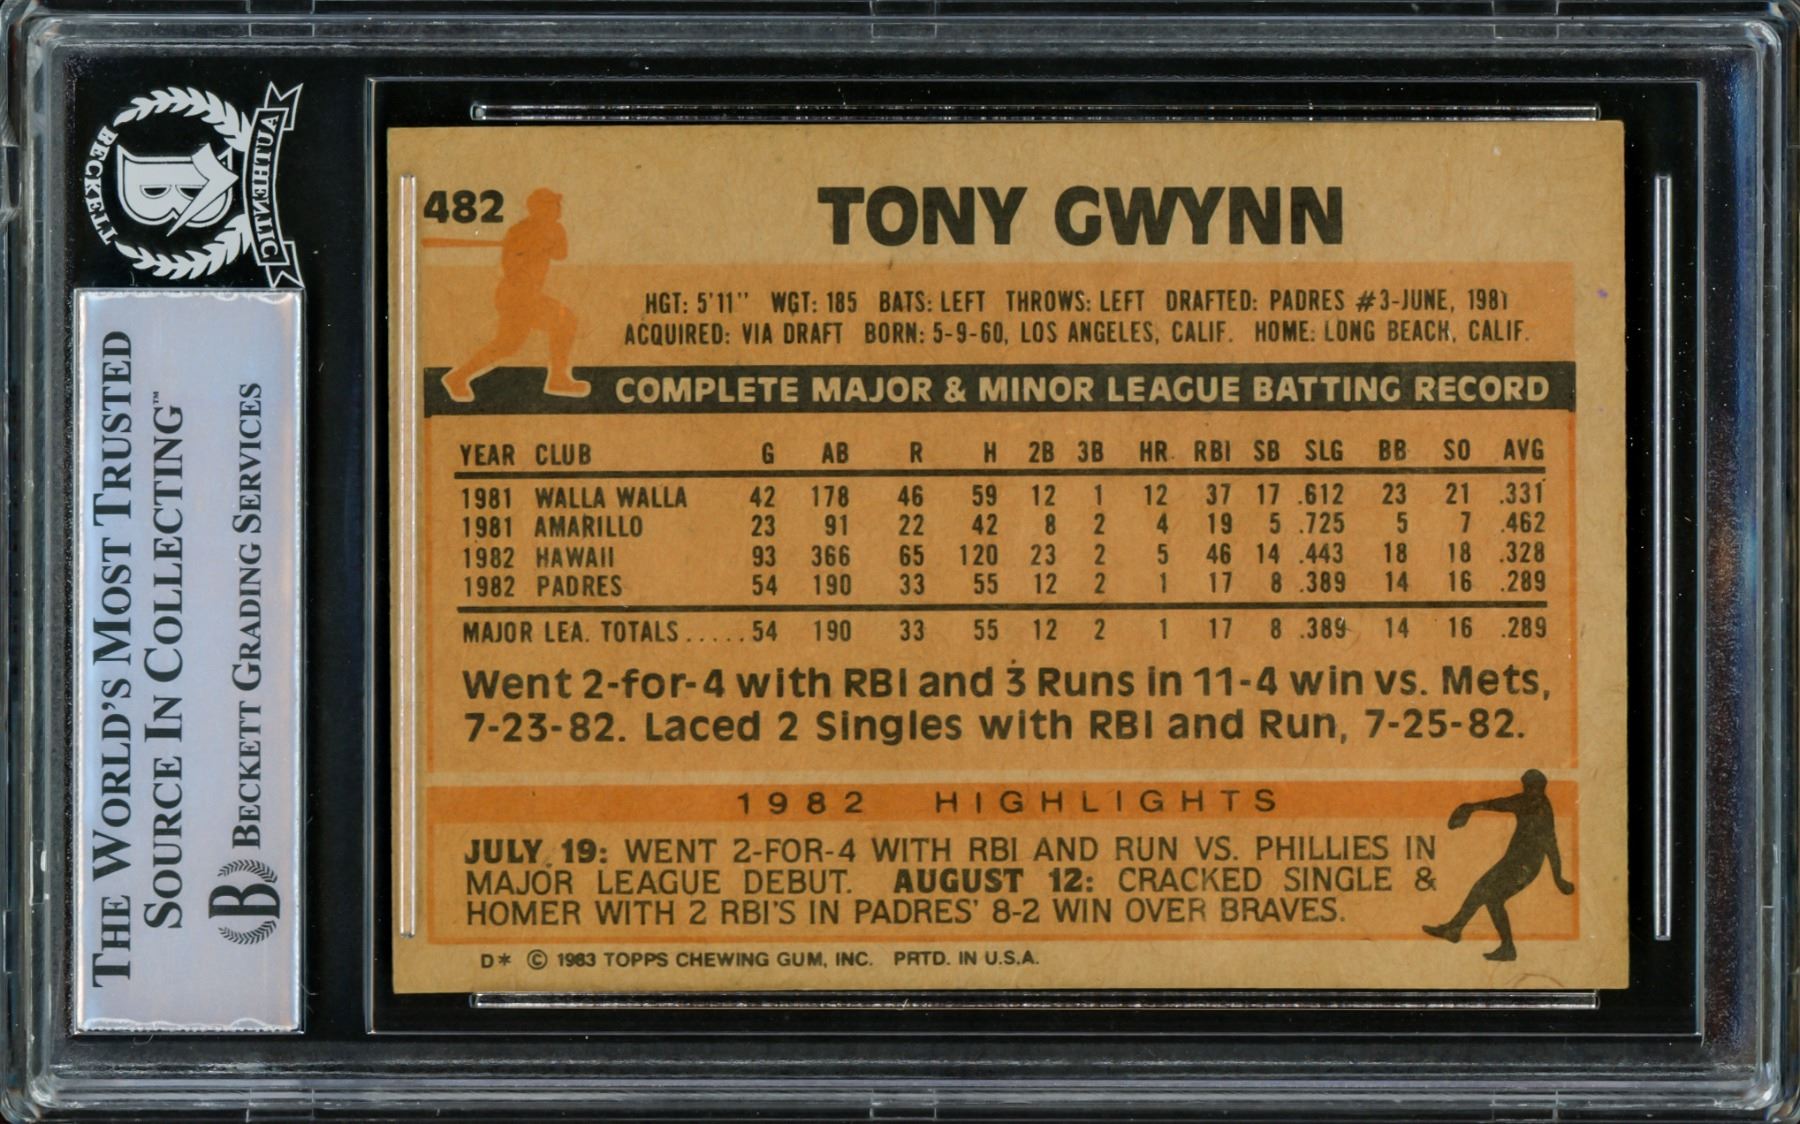 BECKETT
AUTHENTIC
B
THE WORLD'S MOST TRUSTED
SOURCE IN COLLECTING™
B BECKETT GRADING SERVICES
482
TONY GWYNN
HGT: 5'11" WGT: 185 BATS: LEFT THROWS: LEFT DRAFTED: PADRES #3-JUNE, 1981
ACQUIRED: VIA DRAFT BORN: 5-9-60, LOS ANGELES, CALIF. HOME: LONG BEACH, CALIF.
COMPLETE MAJOR & MINOR LEAGUE BATTING RECORD
YEAR CLUB G AB R H 2B 3B HR RBI SB SLG BB SO AVG
1981 WALLA WALLA 42 178 46 59 12 1 12 37 17 .612 23 21 .331
1981 AMARILLO 23 91 22 42 8 2 4 19 5 .725 5 7 .462
1982 HAWAII 93 366 65 120 23 2 5 46 14 .443 18 18 .328
1982 PADRES 54 190 33 55 12 2 1 17 8 .389 14 16 .289
MAJOR LEA. TOTALS.....54 190 33 55 12 2 1 17 8 .389 14 16 .289
Went 2-for-4 with RBI and 3 Runs in 11-4 win vs. Mets,
7-23-82. Laced 2 Singles with RBI and Run, 7-25-82.
1982 HIGHLIGHTS
JULY 19: WENT 2-FOR-4 WITH RBI AND RUN VS. PHILLIES IN
MAJOR LEAGUE DEBUT. AUGUST 12: CRACKED SINGLE &
HOMER WITH 2 RBI'S IN PADRES' 8-2 WIN OVER BRAVES.
D* © 1983 TOPPS CHEWING GUM, INC. PRTD. IN U.S.A.